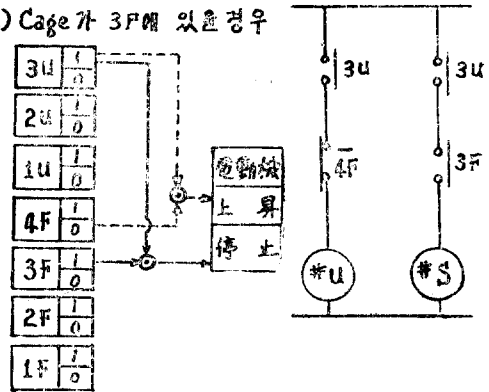 ) Cage가 3F에 있을 경우
3U 1 0
2U 1 0
1U 1 0
4F 1 0
3F 1 0
2F 1 0
1F 1 0
電動機
上昇
停止
3U 3U
4̅F̅ 3F
#U #S